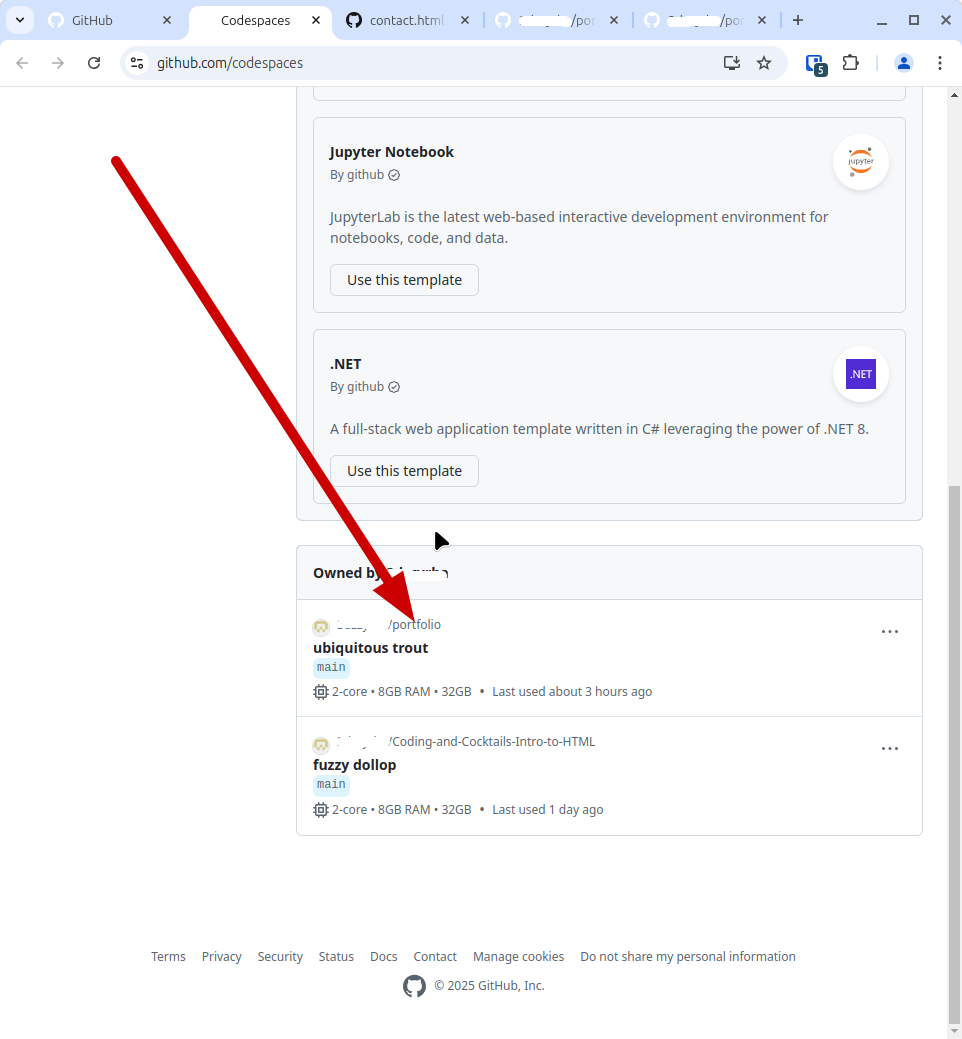 GitHub
Codespaces
contact.html
/por
/por
github.com/codespaces
5
Jupyter Notebook
By github
jupyter
JupyterLab is the latest web-based interactive development environment for
notebooks, code, and data.
Use this template
.NET
By github
.NET
A full-stack web application template written in C# leveraging the power of .NET 8.
Use this template
Owned by
/portfolio
ubiquitous trout
main
2-core • 8GB RAM • 32GB • Last used about 3 hours ago
/Coding-and-Cocktails-Intro-to-HTML
fuzzy dollop
main
2-core • 8GB RAM • 32GB • Last used 1 day ago
Terms Privacy Security Status Docs Contact Manage cookies Do not share my personal information
© 2025 GitHub, Inc.